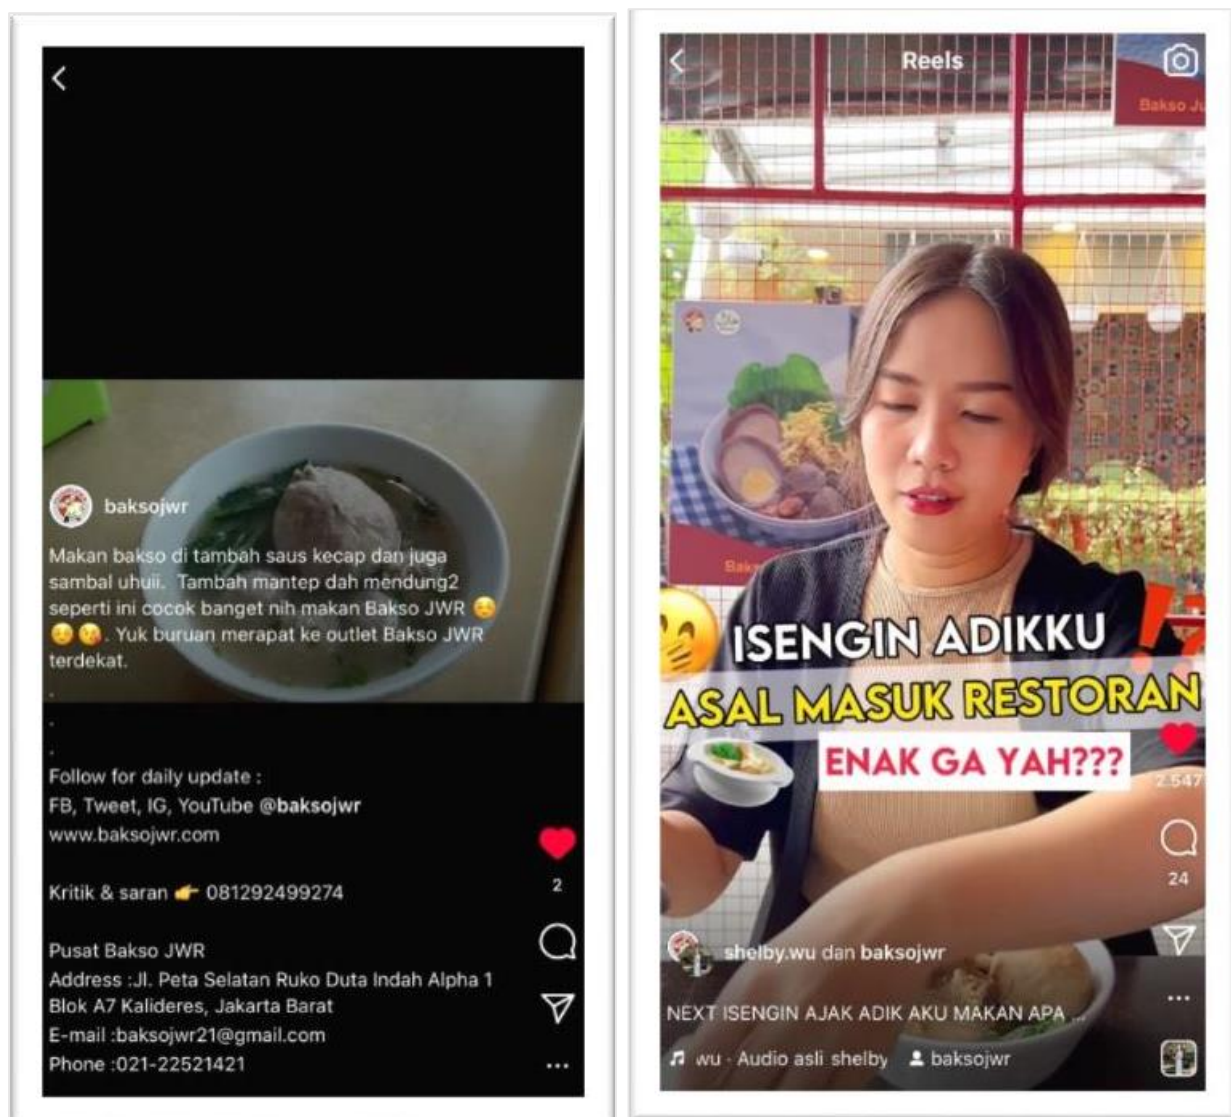 baksojwr
Makan bakso di tambah saus kecap dan juga
sambal uhuii. Tambah mantep dah mendung2
seperti ini cocok banget nih makan Bakso JWR ☺️
☺️😘. Yuk buruan merapat ke outlet Bakso JWR
terdekat.
.
.
.
Follow for daily update :
FB, Tweet, IG, YouTube @baksojwr
www.baksojwr.com
Kritik & saran 👉 081292499274
2
Pusat Bakso JWR
Address :Jl. Peta Selatan Ruko Duta Indah Alpha 1
Blok A7 Kalideres, Jakarta Barat
E-mail :baksojwr21@gmail.com
Phone :021-22521421
Reels
Bakso Ju
Baks
ISENGIN ADIKKU
ASAL MASUK RESTORAN
ENAK GA YAH???
2.547
24
shelby.wu dan baksojwr
NEXT ISENGIN AJAK ADIK AKU MAKAN APA ...
wu · Audio asli shelby
baksojwr